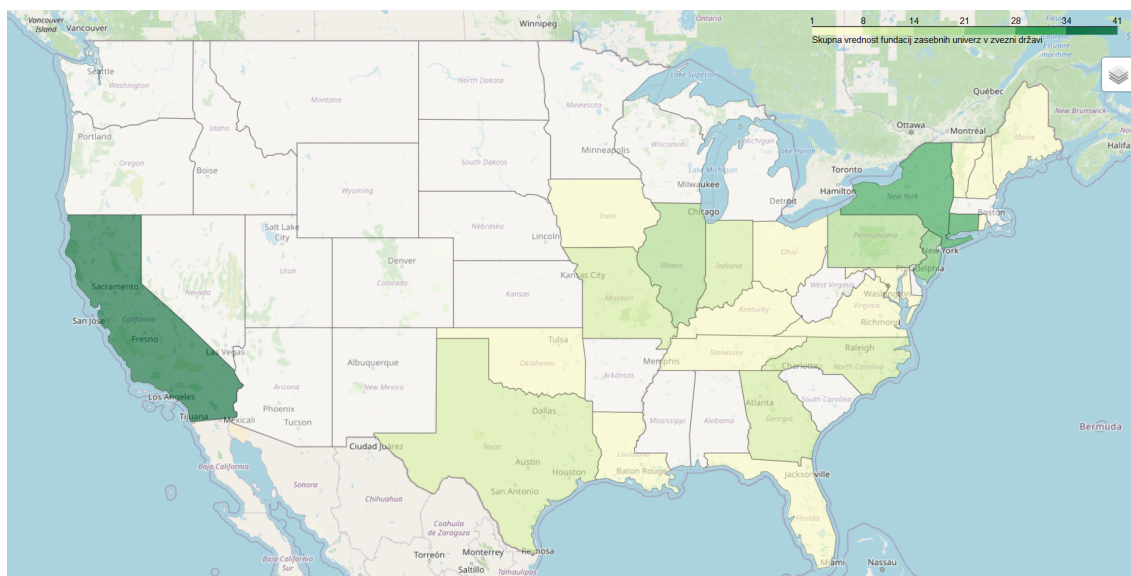 Vancouver
Island
Vancouver
Winnipeg
Ontario
1 8 14 21 28 34 41
Skupna vrednost fundacij zasebnih univerz v zvezni državi
Seattle
Washington
Montana
North Dakota
Minnesota
Lake Superior
Québec
Maine
New Brunswick
Halifa
Portland
Oregon
Idaho
Boise
Wyoming
South Dakota
Minneapolis
Wisconsin
Michigan
Lake Huron
Ottawa
Montréal
Toronto
Hamilton
Lake Michigan
Milwaukee
Detroit
Chicago
New York
Boston
Salt Lake
City
Nebraska
Lincoln
Iowa
Sacramento
Nevada
Utah
Denver
Colorado
Kansas
Kansas City
Missouri
Illinois
Indiana
Ohio
Pennsylvania
New York
Philadelphia
West Virginia
Washington
Virginia
Richmond
Kentucky
San Jose
California
Fresno
Las Vegas
Tulsa
Oklahoma
Memphis
Tennessee
Charlotte
Raleigh
North Carolina
Los Angeles
Tijuana
Mexicali
Arizona
Phoenix
Tucson
Albuquerque
New Mexico
Arkansas
Mississippi
Alabama
Atlanta
Georgia
South Carolina
Dallas
Texas
Austin
Houston
San Antonio
Louisiana
Baton Rouge
Jacksonville
Florida
Miami
Bermuda
Ciudad Juárez
Baja California
Sonora
Chihuahua
Coahuila
de Zaragoza
Baja California
Sur
Torreón
Monterrey
Saltillo
Reynosa
Tamaulipas
Nassau